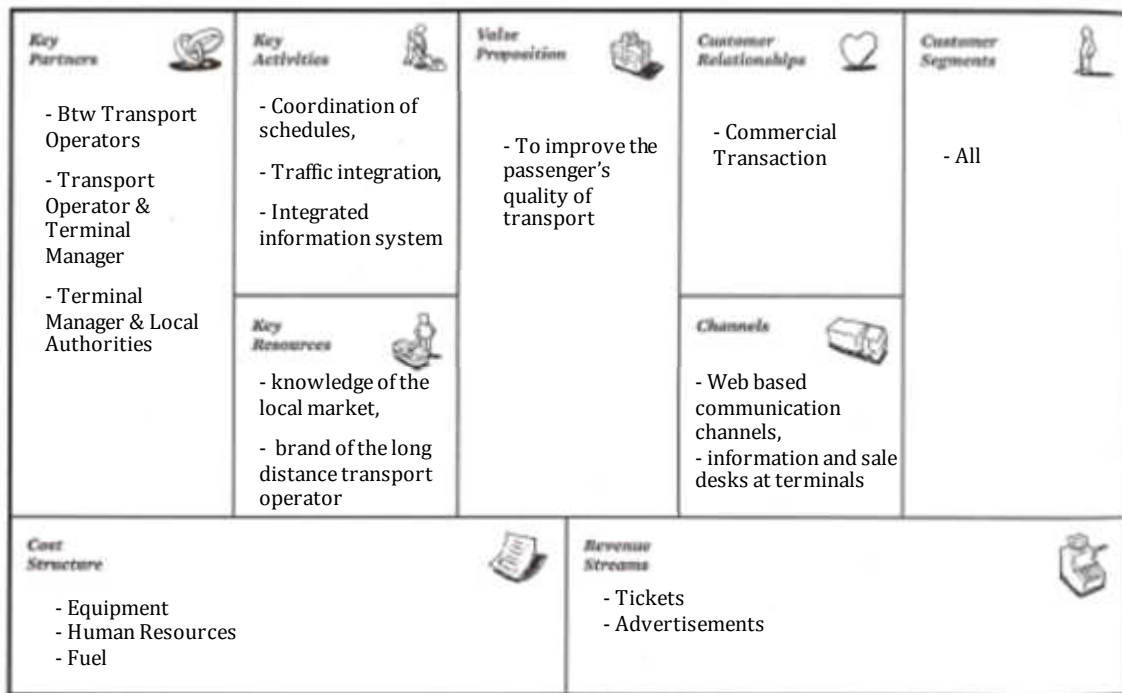 Key
Partners
- Btw Transport
Operators
- Transport
Operator &
Terminal
Manager
- Terminal
Manager & Local
Authorities
Key
Activities
- Coordination of
schedules,
- Traffic integration,
- Integrated
information system
Key
Resources
- knowledge of the
local market,
- brand of the long
distance transport
operator
Value
Proposition
- To improve the
passenger's
quality of
transport
Customer
Relationships
- Commercial
Transaction
Channels
- Web based
communication
channels,
- information and sale
desks at terminals
Customer
Segments
- All
Cost
Structure
- Equipment
- Human Resources
- Fuel
Revenue
Streams
- Tickets
- Advertisements